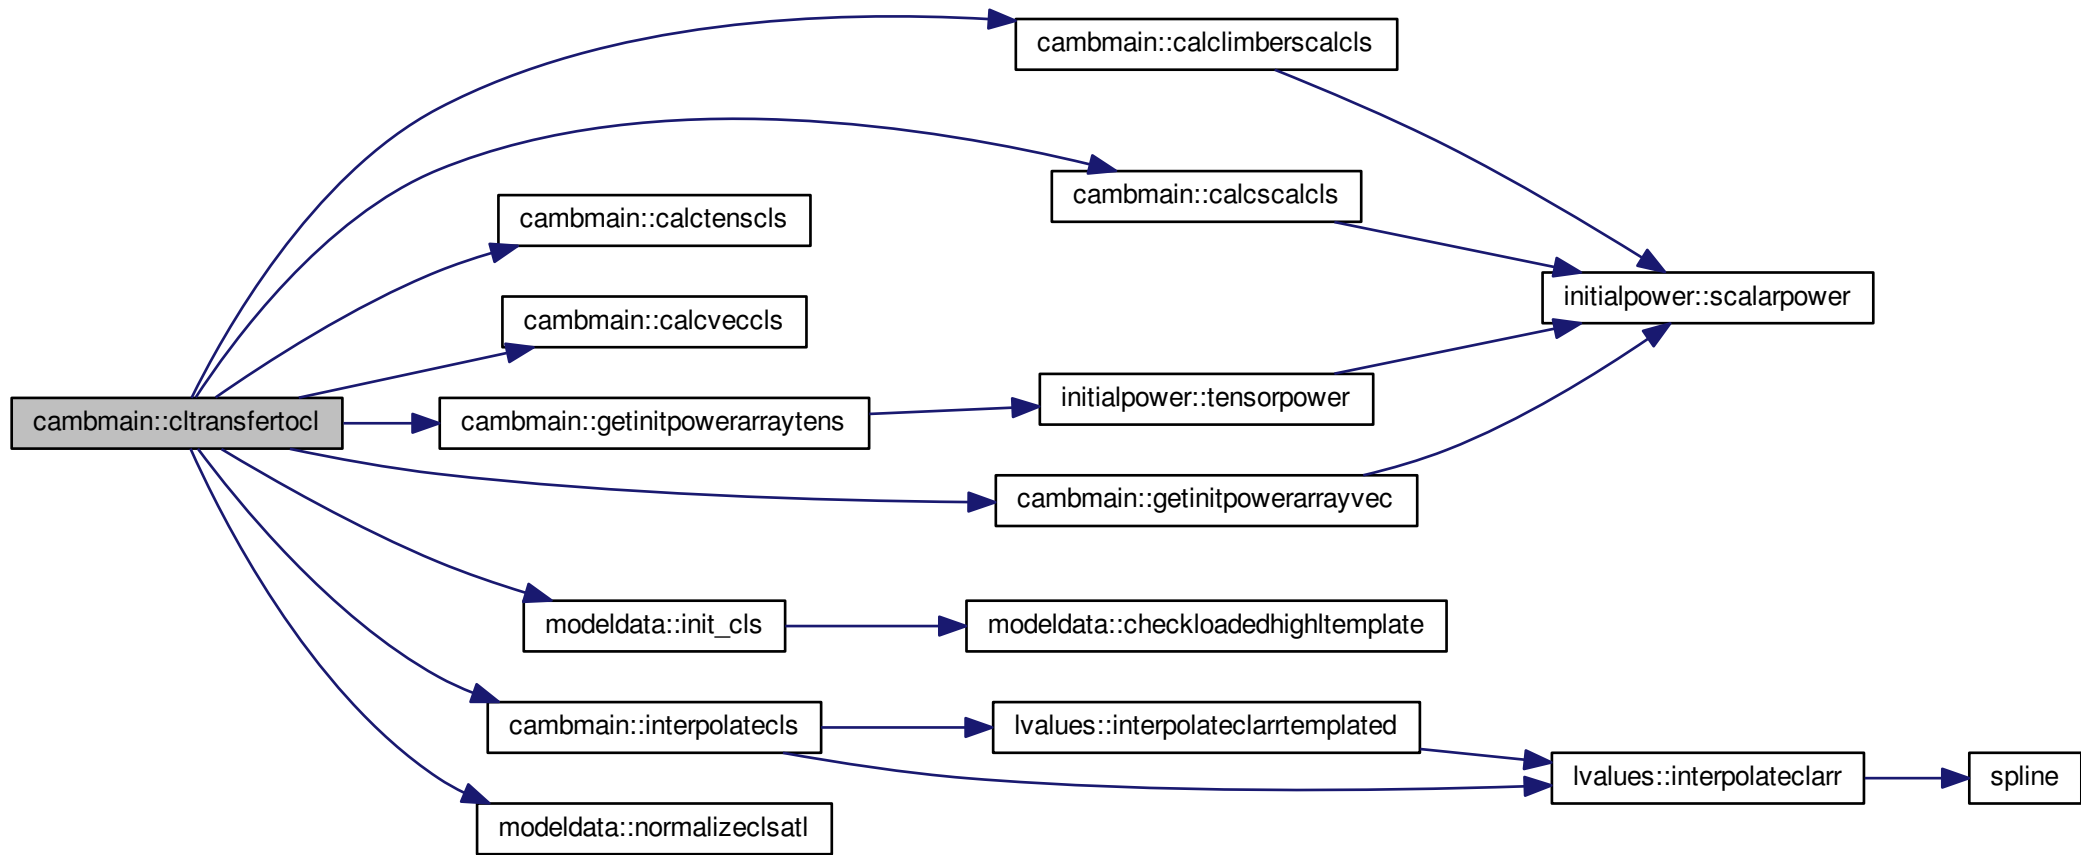 cambmain::calclimberscalcls
cambmain::calcscalcls
cambmain::calctenscls
initialpower::scalarpower
cambmain::calcveccls
initialpower::tensorpower
cambmain::cltransfertocl
cambmain::getinitpowerarraytens
cambmain::getinitpowerarrayvec
modeldata::init_cls
modeldata::checkloadedhighltemplate
cambmain::interpolatecls
lvalues::interpolateclarrtemplated
lvalues::interpolateclarr
spline
modeldata::normalizeclsatl